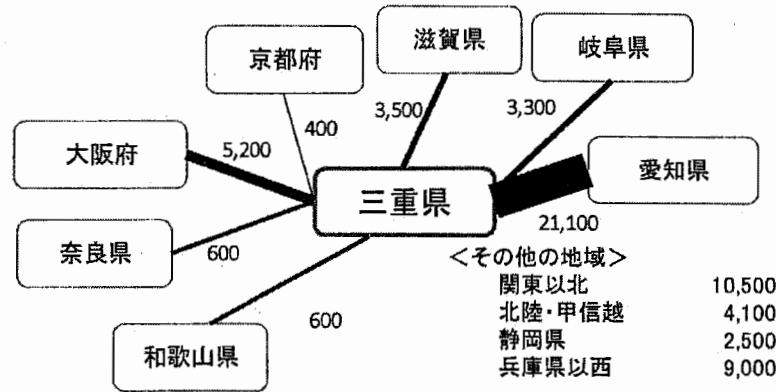 滋賀県
岐阜県
京都府
3,500
3,300
400
大阪府
5,200
愛知県
三重県
21,100
奈良県
600
＜その他の地域＞
関東以北 10,500
北陸・甲信越 4,100
静岡県 2,500
兵庫県以西 9,000
600
和歌山県